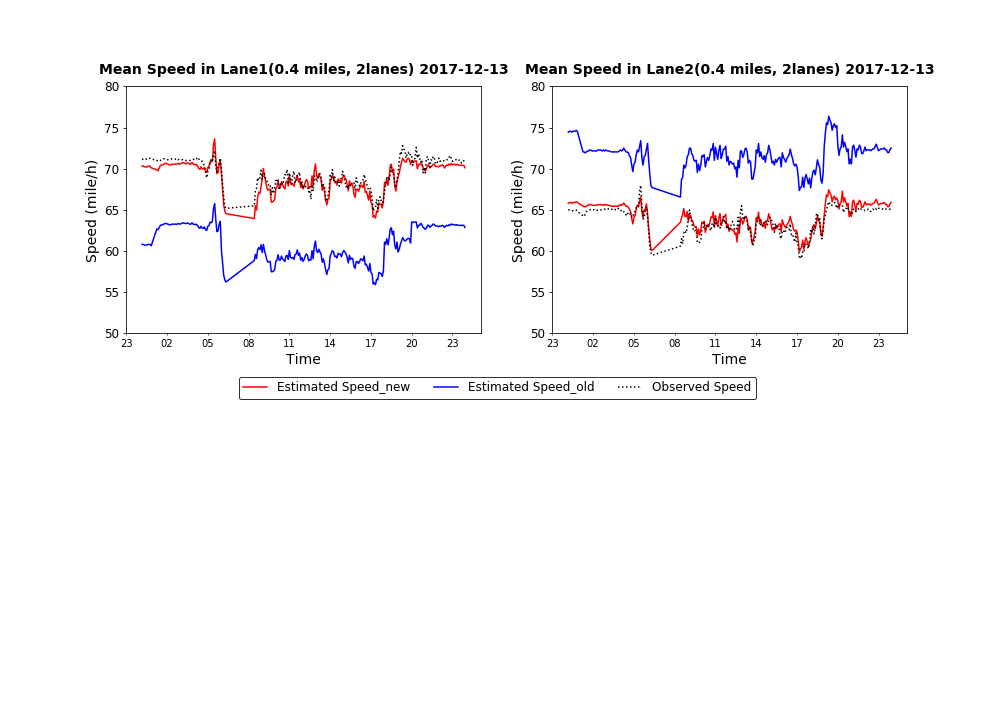 Mean Speed in Lane1(0.4 miles, 2lanes) 2017-12-13
80
75
70
65
60
55
50
Speed (mile/h)
23 02 05 08 11 14 17 20 23
Time
Mean Speed in Lane2(0.4 miles, 2lanes) 2017-12-13
80
75
70
65
60
55
50
Speed (mile/h)
23 02 05 08 11 14 17 20 23
Time
Estimated Speed_new Estimated Speed_old Observed Speed